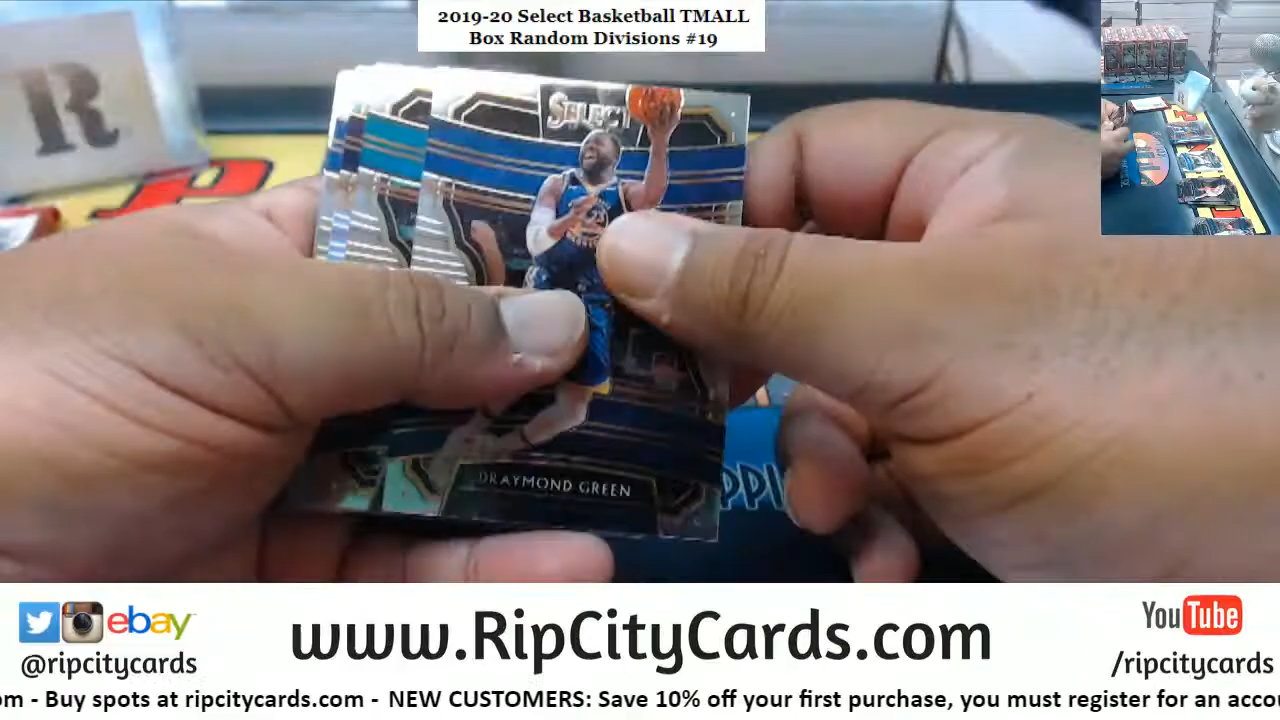 2019-20 Select Basketball TMALL
Box Random Divisions #19
R
SELECT
DRAYMOND GREEN
ebay
www.RipCityCards.com
YouTube
@ripcitycards
/ripcitycards
om - Buy spots at ripcitycards.com - NEW CUSTOMERS: Save 10% off your first purchase, you must register for an acco